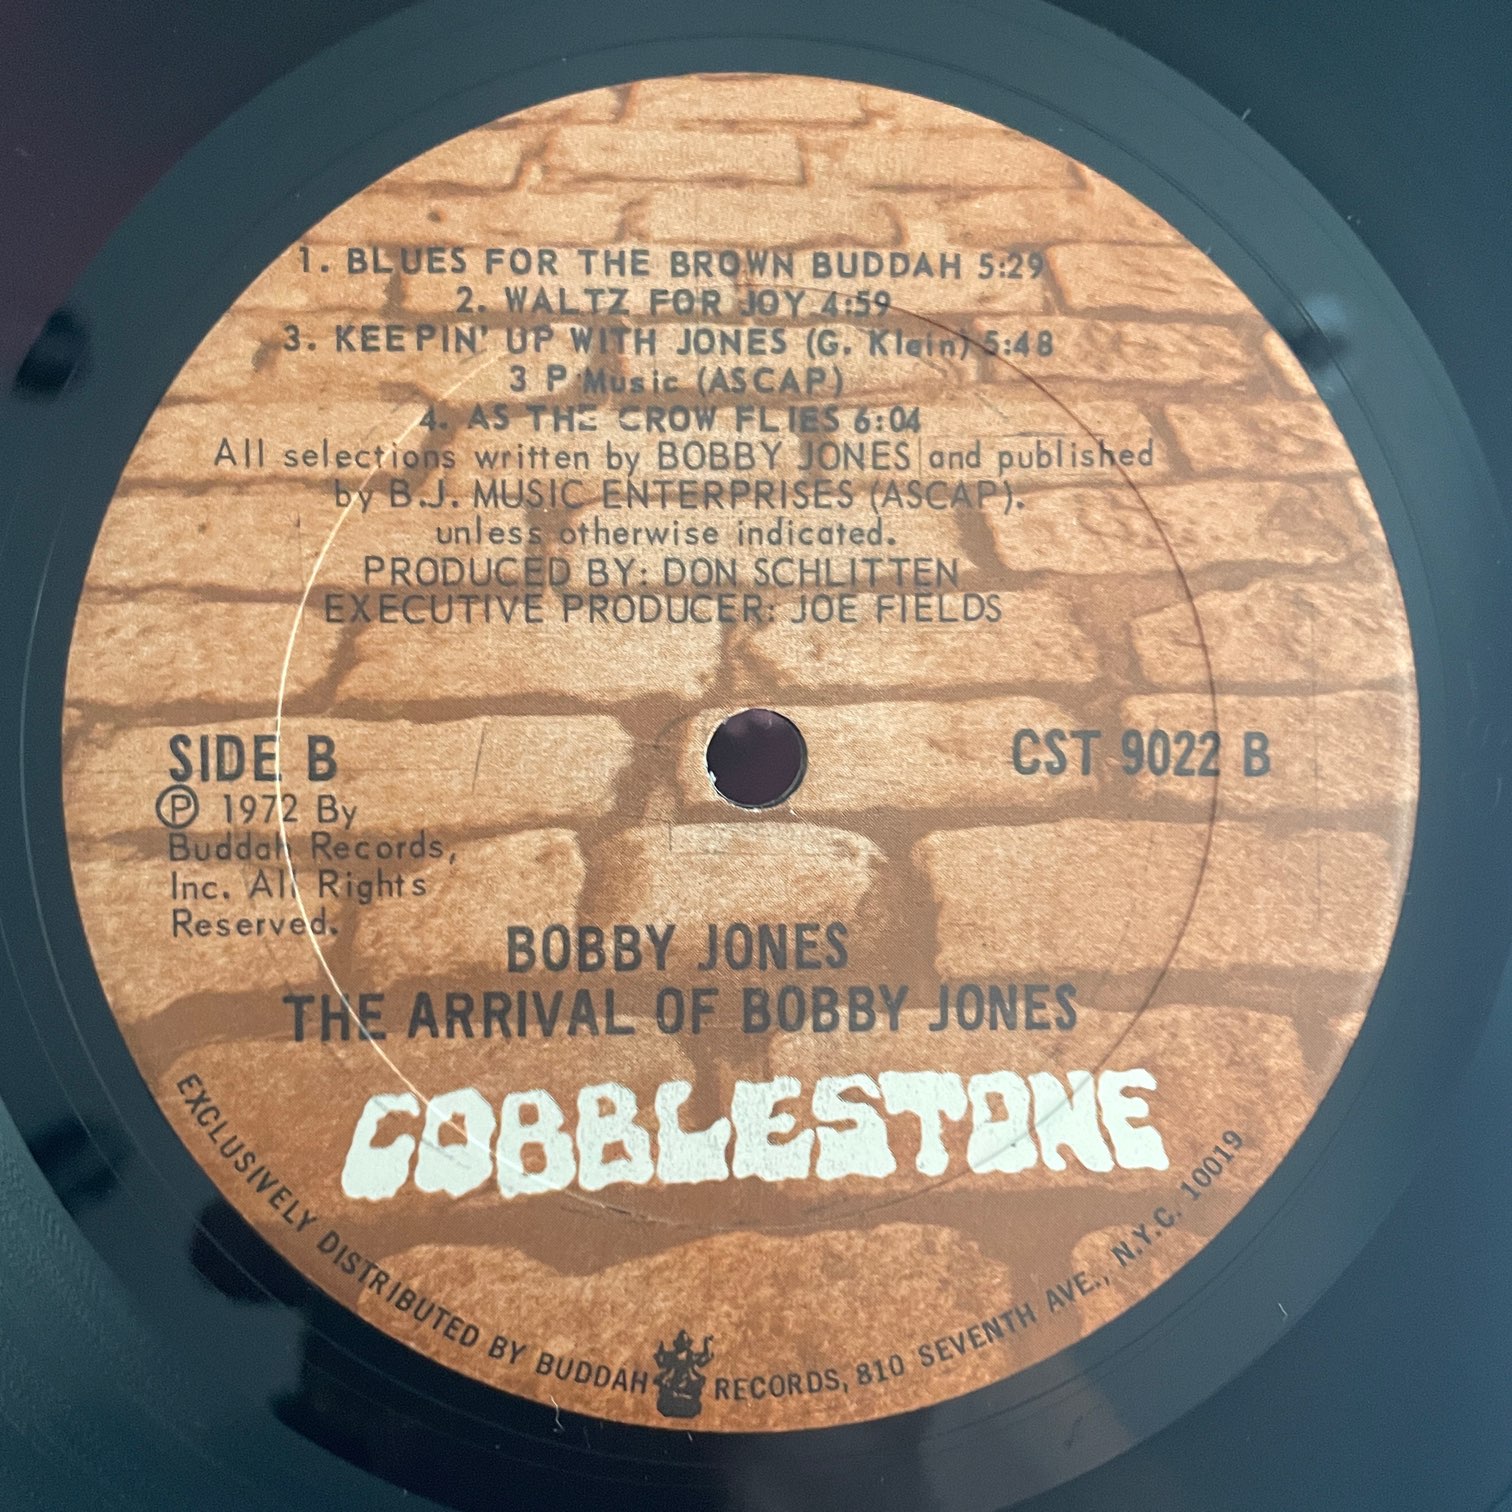 1. BLUES FOR THE BROWN BUDDAH 5:29
2. WALTZ FOR JOY 4:59
3. KEEPIN' UP WITH JONES (G. Klein) 5:48
3 P Music (ASCAP)
4. AS THE CROW FLIES 6:04
All selections written by BOBBY JONES and published
by B.J. MUSIC ENTERPRISES (ASCAP).
unless otherwise indicated.
PRODUCED BY: DON SCHLITTEN
EXECUTIVE PRODUCER: JOE FIELDS
SIDE B
CST 9022 B
Ⓟ 1972 By
Buddah Records,
Inc. All Rights
Reserved.
BOBBY JONES
THE ARRIVAL OF BOBBY JONES
COBBLESTONE
EXCLUSIVELY DISTRIBUTED BY BUDDAH RECORDS, 810 SEVENTH AVE., N.Y.C. 10019